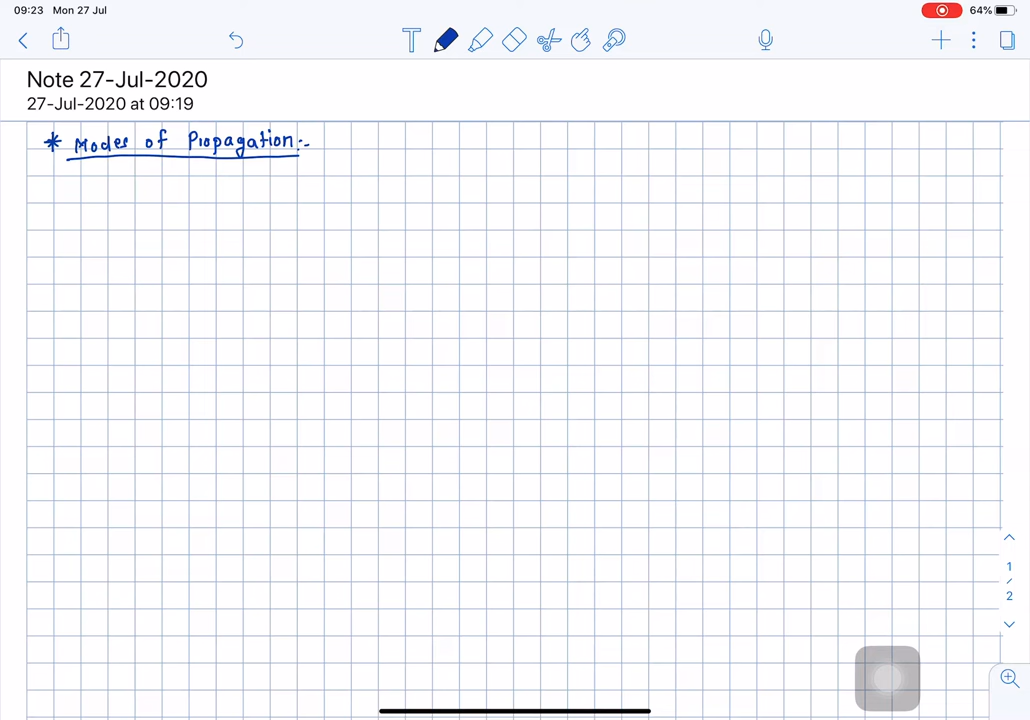 09:23 Mon 27 Jul
64%
T
Note 27-Jul-2020
27-Jul-2020 at 09:19
* Modes of Propagation:-
1
/
2